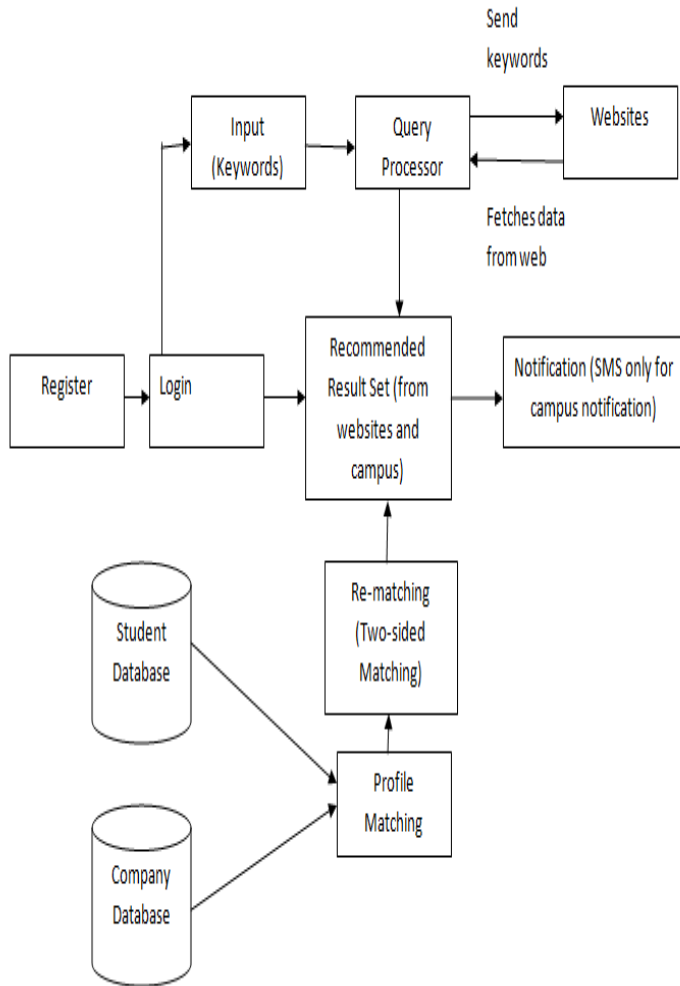 Send
keywords
Input
(Keywords)
Query
Processor
Websites
Fetches data
from web
Register
Login
Recommended
Result Set (from
websites and
campus)
Notification (SMS only for
campus notification)
Student
Database
Re-matching
(Two-sided
Matching)
Profile
Matching
Company
Database